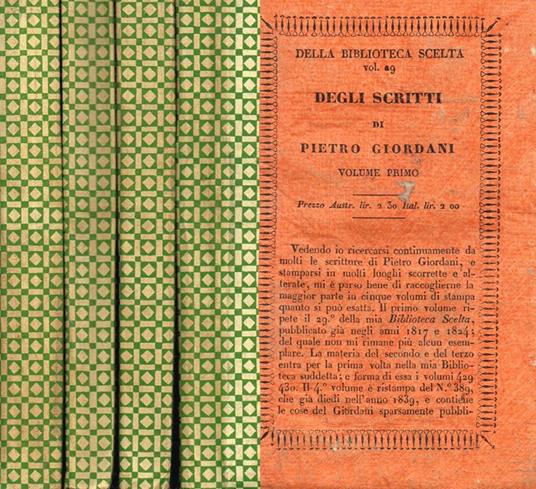 DELLA BIBLIOTECA SCELTA
vol. 29
DEGLI SCRITTI
DI
PIETRO GIORDANI
VOLUME PRIMO
Prezzo Austr. lir. 2 30 Ital. lir. 2 00
Vedendo io ricercarsi continuamente da
molti le scritture di Pietro Giordani, e
stamparsi in molti luoghi scorrette e al-
terate, mi è parso bene di raccoglierne la
maggior parte in cinque volumi di stampa
quanto si può esatta. Il primo volume ri-
pete il 29.° della mia Biblioteca Scelta,
pubblicato già negli anni 1817 e 1824;
del quale non mi rimane più alcun esem-
plare. La materia del secondo e del terzo
entra per la prima volta nella mia Biblio-
teca suddetta; e forma di essa i volumi 429
430. Il 4.° volume è ristampa del N.° 389,
che già diedi nell'anno 1839, e contiene
le cose del Giordani sparsamente pubbli-